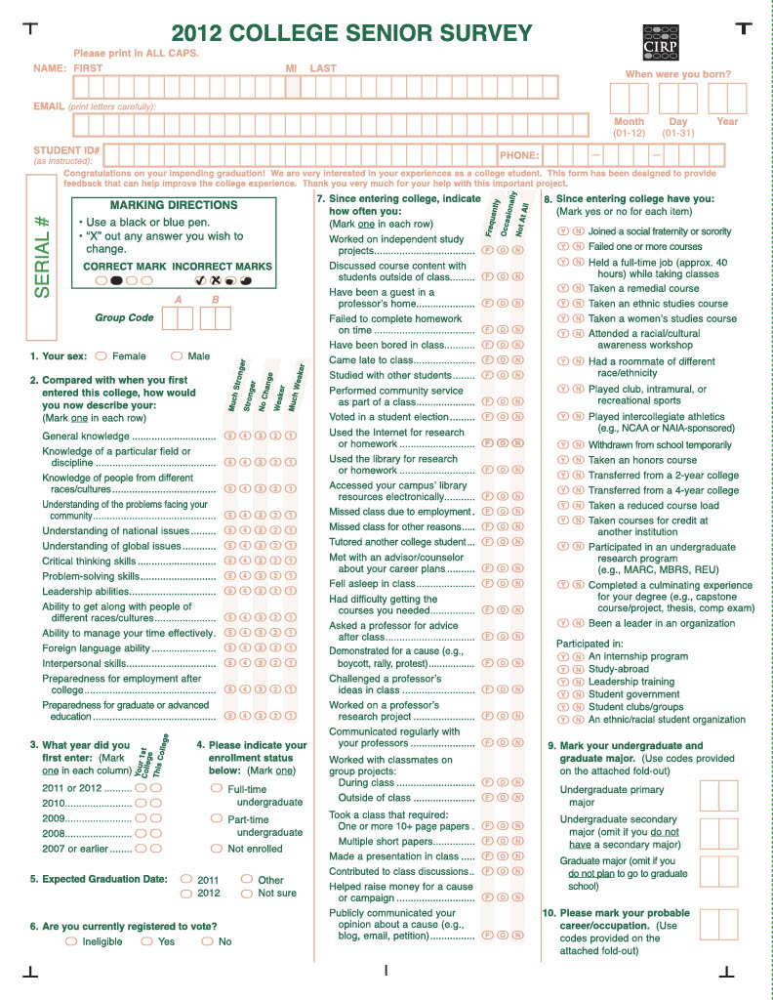 2012 COLLEGE SENIOR SURVEY
CIRP
Please print in ALL CAPS.
NAME: FIRST MI LAST
When were you born?
EMAIL (print letters carefully):
Month Day Year
(01-12) (01-31)
STUDENT ID# PHONE: – –
(as instructed):
Congratulations on your impending graduation! We are very interested in your experiences as a college student. This form has been designed to provide
feedback that can help improve the college experience. Thank you very much for your help with this important project.
SERIAL #
MARKING DIRECTIONS
• Use a black or blue pen.
• "X" out any answer you wish to
change.
CORRECT MARK INCORRECT MARKS
A B
Group Code
1. Your sex: Female Male
2. Compared with when you first
entered this college, how would
you now describe your:
(Mark one in each row)
Much Stronger
Stronger
No Change
Weaker
Much Weaker
General knowledge .................... 5 4 3 2 1
Knowledge of a particular field or
discipline .................... 5 4 3 2 1
Knowledge of people from different
races/cultures .................... 5 4 3 2 1
Understanding of the problems facing your
community .................... 5 4 3 2 1
Understanding of national issues ........ 5 4 3 2 1
Understanding of global issues .......... 5 4 3 2 1
Critical thinking skills .................... 5 4 3 2 1
Problem-solving skills .................... 5 4 3 2 1
Leadership abilities .................... 5 4 3 2 1
Ability to get along with people of
different races/cultures .................... 5 4 3 2 1
Ability to manage your time effectively. 5 4 3 2 1
Foreign language ability .................... 5 4 3 2 1
Interpersonal skills .................... 5 4 3 2 1
Preparedness for employment after
college .................... 5 4 3 2 1
Preparedness for graduate or advanced
education .................... 5 4 3 2 1
3. What year did you
first enter: (Mark
one in each column)
Your 1st
College
This College
2011 or 2012 ..........
2010 ....................
2009 ....................
2008 ....................
2007 or earlier .......
4. Please indicate your
enrollment status
below: (Mark one)
Full-time
undergraduate
Part-time
undergraduate
Not enrolled
5. Expected Graduation Date: 2011 Other
2012 Not sure
6. Are you currently registered to vote?
Ineligible Yes No
7. Since entering college, indicate
how often you:
(Mark one in each row)
Frequently
Occasionally
Not At All
Worked on independent study
projects .................... F O N
Discussed course content with
students outside of class ......... F O N
Have been a guest in a
professor's home .................... F O N
Failed to complete homework
on time .................... F O N
Have been bored in class ........... F O N
Came late to class .................... F O N
Studied with other students ....... F O N
Performed community service
as part of a class .................... F O N
Voted in a student election ......... F O N
Used the Internet for research
or homework .................... F O N
Used the library for research
or homework .................... F O N
Accessed your campus' library
resources electronically ........... F O N
Missed class due to employment . F O N
Missed class for other reasons ..... F O N
Tutored another college student ... F O N
Met with an advisor/counselor
about your career plans .......... F O N
Fell asleep in class .................... F O N
Had difficulty getting the
courses you needed ............... F O N
Asked a professor for advice
after class .................... F O N
Demonstrated for a cause (e.g.,
boycott, rally, protest) .............. F O N
Challenged a professor's
ideas in class .................... F O N
Worked on a professor's
research project .................... F O N
Communicated regularly with
your professors .................... F O N
Worked with classmates on
group projects:
During class .................... F O N
Outside of class .................... F O N
Took a class that required:
One or more 10+ page papers . F O N
Multiple short papers .............. F O N
Made a presentation in class ..... F O N
Contributed to class discussions .. F O N
Helped raise money for a cause
or campaign .................... F O N
Publicly communicated your
opinion about a cause (e.g.,
blog, email, petition) ............... F O N
8. Since entering college have you:
(Mark yes or no for each item)
Y N Joined a social fraternity or sorority
Y N Failed one or more courses
Y N Held a full-time job (approx. 40
hours) while taking classes
Y N Taken a remedial course
Y N Taken an ethnic studies course
Y N Taken a women's studies course
Y N Attended a racial/cultural
awareness workshop
Y N Had a roommate of different
race/ethnicity
Y N Played club, intramural, or
recreational sports
Y N Played intercollegiate athletics
(e.g., NCAA or NAIA-sponsored)
Y N Withdrawn from school temporarily
Y N Taken an honors course
Y N Transferred from a 2-year college
Y N Transferred from a 4-year college
Y N Taken a reduced course load
Y N Taken courses for credit at
another institution
Y N Participated in an undergraduate
research program
(e.g., MARC, MBRS, REU)
Y N Completed a culminating experience
for your degree (e.g., capstone
course/project, thesis, comp exam)
Y N Been a leader in an organization
Participated in:
Y N An internship program
Y N Study-abroad
Y N Leadership training
Y N Student government
Y N Student clubs/groups
Y N An ethnic/racial student organization
9. Mark your undergraduate and
graduate major. (Use codes provided
on the attached fold-out)
Undergraduate primary
major
Undergraduate secondary
major (omit if you do not
have a secondary major)
Graduate major (omit if you
do not plan to go to graduate
school)
10. Please mark your probable
career/occupation. (Use
codes provided on the
attached fold-out)